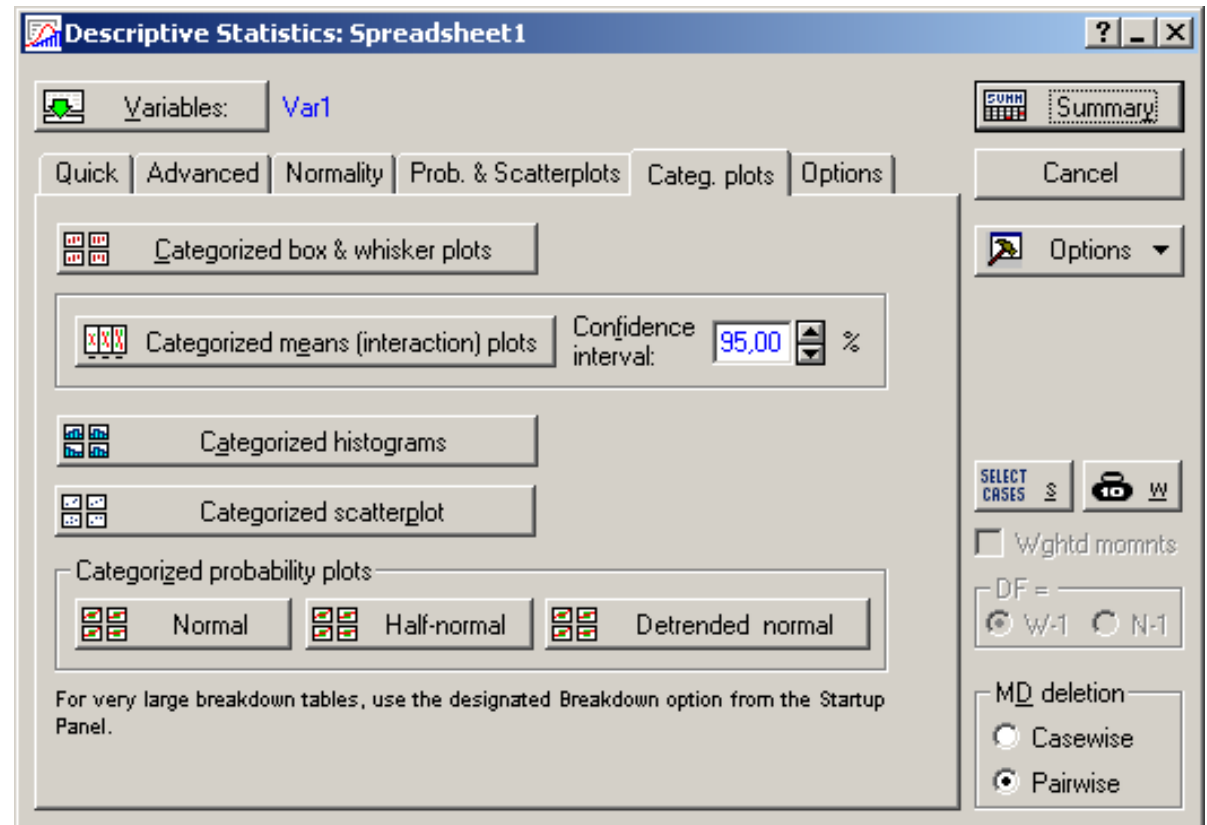 Descriptive Statistics: Spreadsheet1
Variables: Var1
SUMM Summary
Quick Advanced Normality Prob. & Scatterplots Categ. plots Options
Cancel
Categorized box & whisker plots
Options
Categorized means (interaction) plots
Confidence
interval:
95,00 %
Categorized histograms
Categorized scatterplot
SELECT
CASES S
10 W
Wghtd momnts
DF =
W-1 N-1
Categorized probability plots
Normal Half-normal Detrended normal
For very large breakdown tables, use the designated Breakdown option from the Startup
Panel.
MD deletion
Casewise
Pairwise